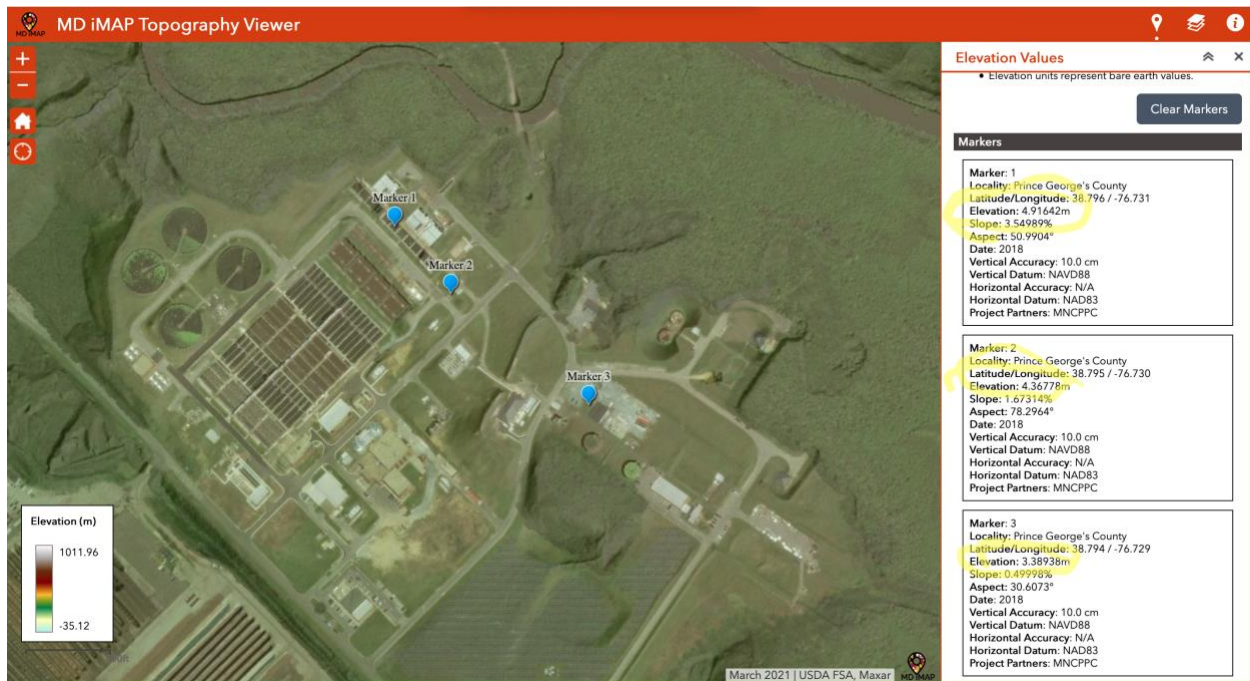 MD iMAP Topography Viewer
MD iMAP
Elevation Values
Elevation units represent bare earth values.
Clear Markers
Markers
Marker: 1
Locality: Prince George's County
Latitude/Longitude: 38.796 / -76.731
Elevation: 4.91642m
Slope: 3.54989%
Aspect: 50.9904°
Date: 2018
Vertical Accuracy: 10.0 cm
Vertical Datum: NAVD88
Horizontal Accuracy: N/A
Horizontal Datum: NAD83
Project Partners: MNCPPC
Marker: 2
Locality: Prince George's County
Latitude/Longitude: 38.795 / -76.730
Elevation: 4.36778m
Slope: 1.67314%
Aspect: 78.2964°
Date: 2018
Vertical Accuracy: 10.0 cm
Vertical Datum: NAVD88
Horizontal Accuracy: N/A
Horizontal Datum: NAD83
Project Partners: MNCPPC
Marker: 3
Locality: Prince George's County
Latitude/Longitude: 38.794 / -76.729
Elevation: 3.38938m
Slope: 0.49998%
Aspect: 30.6073°
Date: 2018
Vertical Accuracy: 10.0 cm
Vertical Datum: NAVD88
Horizontal Accuracy: N/A
Horizontal Datum: NAD83
Project Partners: MNCPPC
Marker 1
Marker 2
Marker 3
Elevation (m)
1011.96
-35.12
March 2021 | USDA FSA, Maxar
MD iMAP